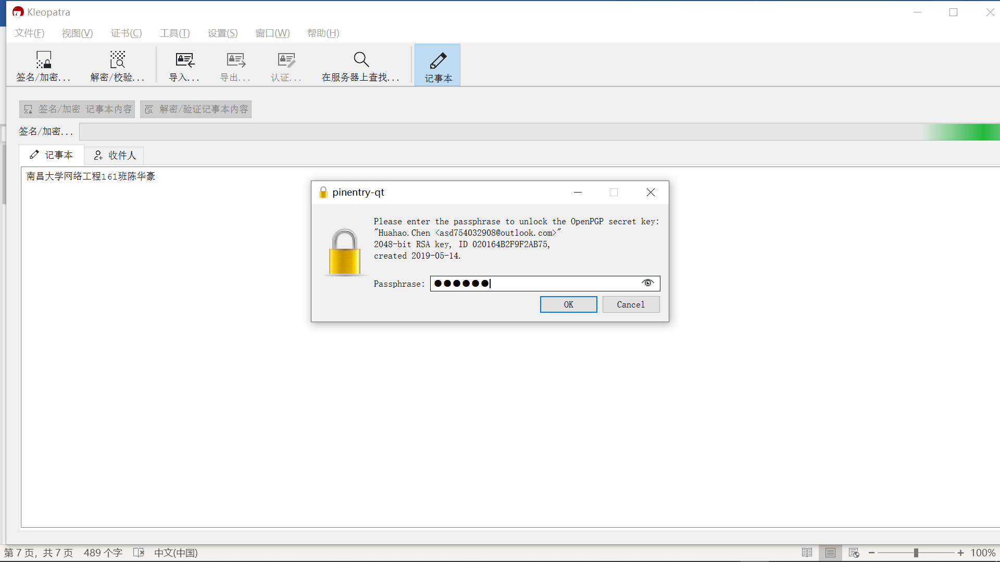 Kleopatra
文件(F) 视图(V) 证书(C) 工具(T) 设置(S) 窗口(W) 帮助(H)
签名/加密... 解密/校验... 导入... 导出... 认证... 在服务器上查找... 记事本
签名/加密 记事本内容 解密/验证记事本内容
签名/加密...
记事本 收件人
南昌大学网络工程161班陈华豪
pinentry-qt
Please enter the passphrase to unlock the OpenPGP secret key:
"Huahao.Chen <asd754032908@outlook.com>"
2048-bit RSA key, ID 020164B2F9F2AB75,
created 2019-05-14.
Passphrase: ●●●●●●
OK Cancel
第 7 页，共 7 页 489 个字 中文(中国) 100%